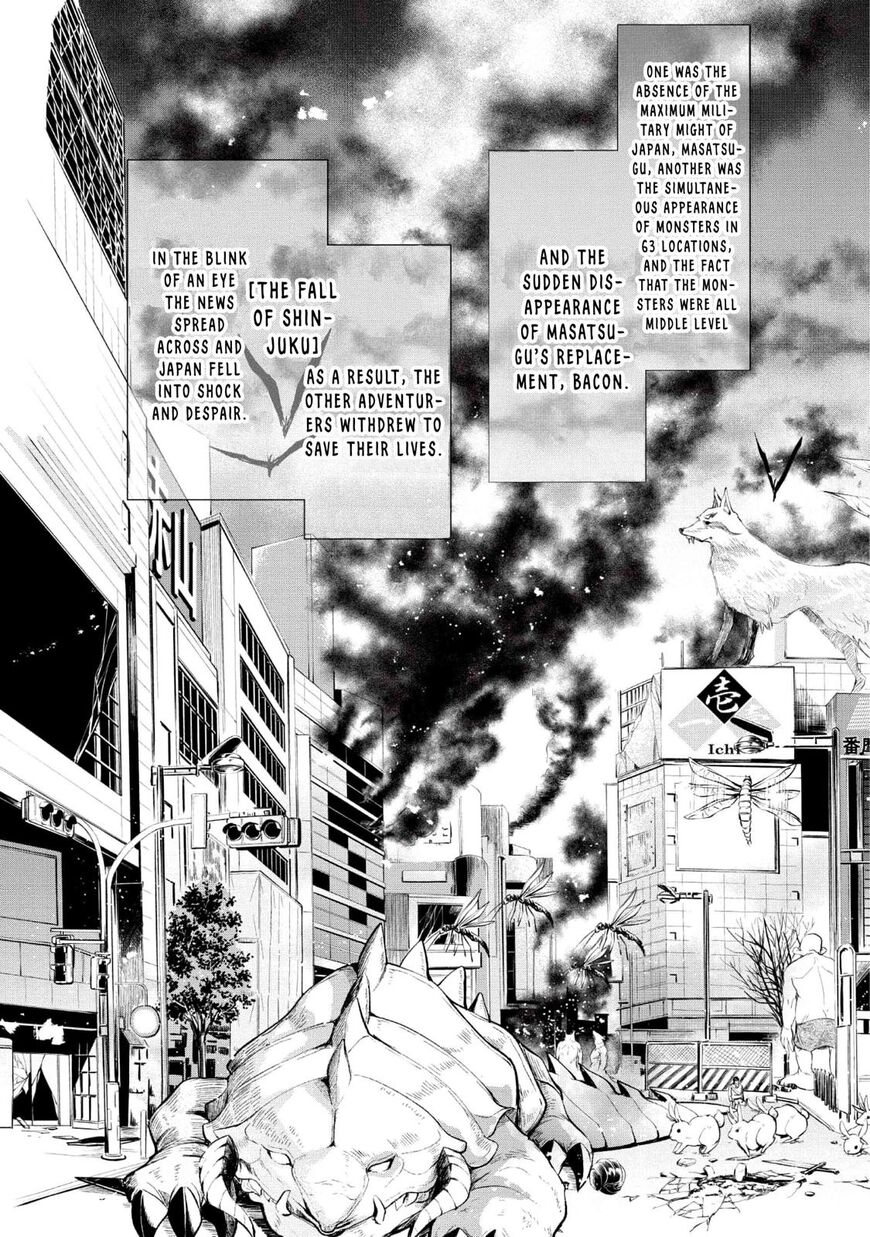 ONE WAS THE
ABSENCE OF THE
MAXIMUM MILI-
TARY MIGHT OF
JAPAN, MASATSU-
GU, ANOTHER WAS
THE SIMULTANE-
OUS APPEARANCE
OF MONSTERS IN
63 LOCATIONS,
AND THE FACT
THAT THE MON-
STERS WERE ALL
MIDDLE LEVEL
AND THE
SUDDEN DIS-
APPEARANCE
OF MASATSU-
GU'S REPLACE-
MENT, BACON.
AS A RESULT, THE
OTHER ADVENTUR-
ERS WITHDREW TO
SAVE THEIR LIVES.
[THE FALL
OF SHIN-
JUKU]
IN THE BLINK
OF AN EYE
THE NEWS
SPREAD
ACROSS AND
JAPAN FELL
INTO SHOCK
AND DESPAIR.
壱
Ich
番